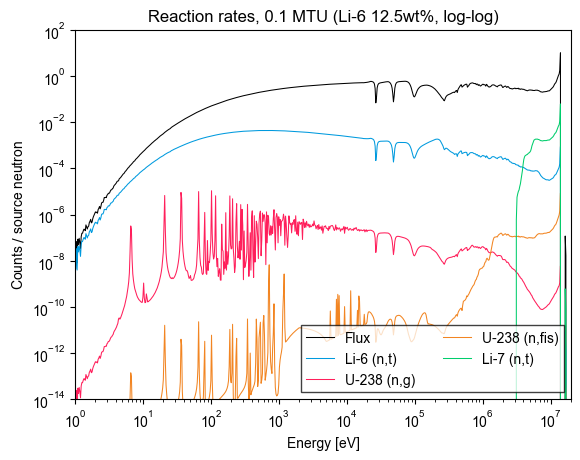 Reaction rates, 0.1 MTU (Li-6 12.5wt%, log-log)
Counts / source neutron
10^2
10^0
10^-2
10^-4
10^-6
10^-8
10^-10
10^-12
10^-14
Flux
Li-6 (n,t)
U-238 (n,g)
U-238 (n,fis)
Li-7 (n,t)
10^0 10^1 10^2 10^3 10^4 10^5 10^6 10^7
Energy [eV]